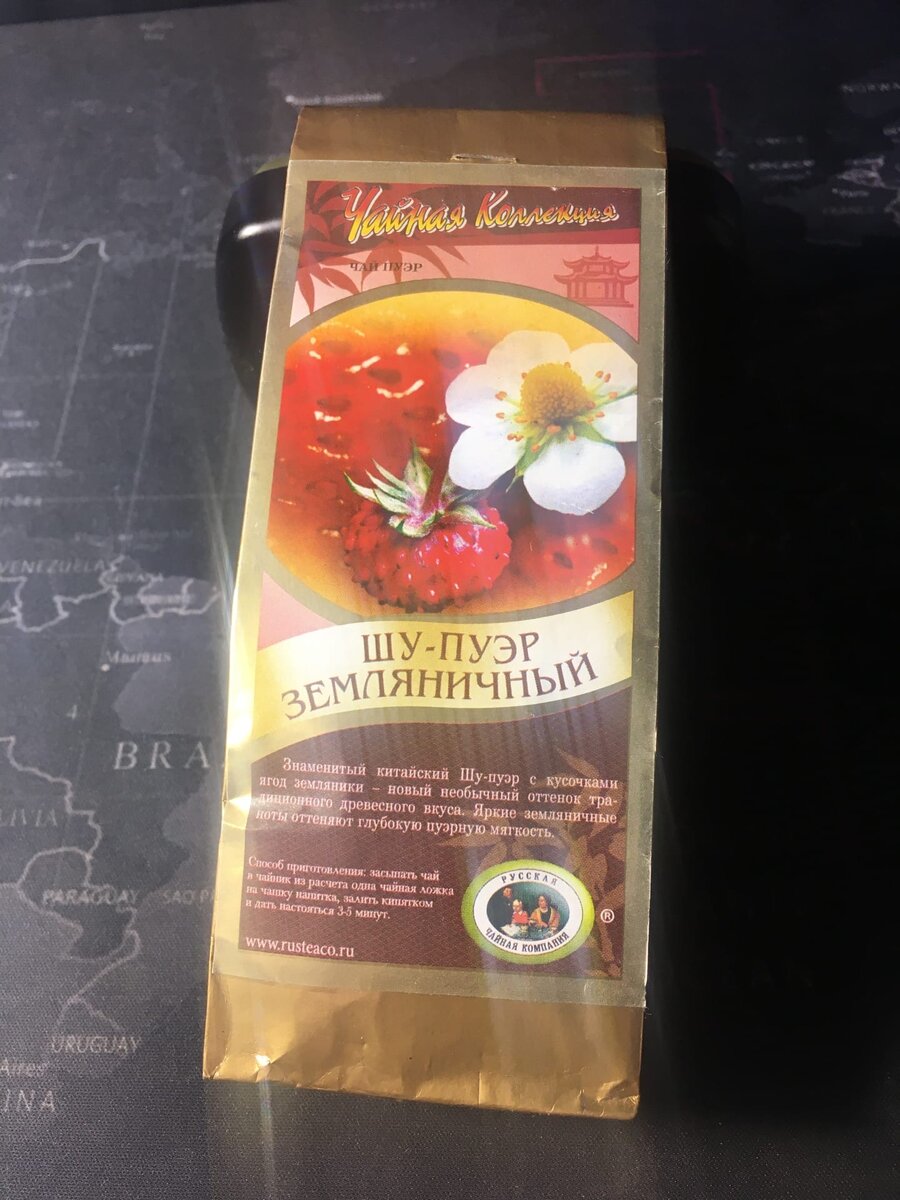 Чайная Коллекция
ЧАЙ ПУЭР
ШУ-ПУЭР
ЗЕМЛЯНИЧНЫЙ
Знаменитый китайский Шу-пуэр с кусочками
ягод земляники – новый необычный оттенок тра-
диционного древесного вкуса. Яркие земляничные
ноты оттеняют глубокую пуэрную мягкость.
Способ приготовления: засыпать чай
в чайник из расчета одна чайная ложка
на чашку напитка, залить кипятком
и дать настояться 3-5 минут.
www.rusteaco.ru
РУССКАЯ
ЧАЙНАЯ КОМПАНИЯ
®
VENEZUELA
BRA
PARAGUAY
URUGUAY
Aires